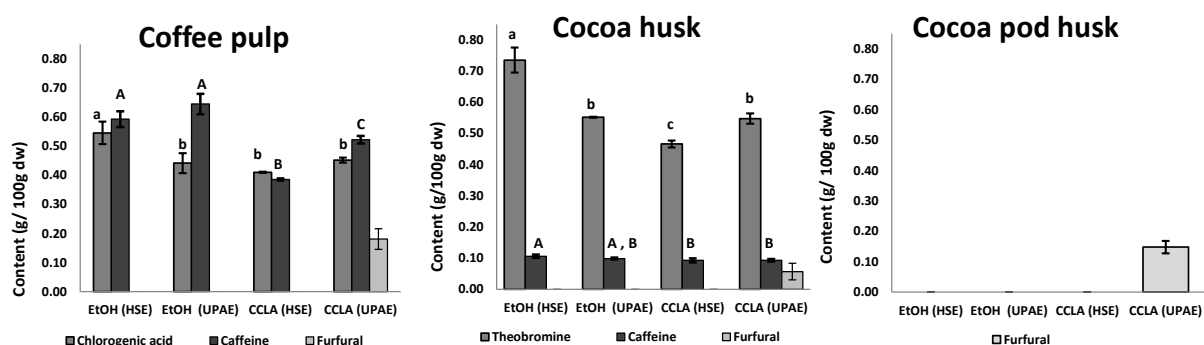 Coffee pulp
Content (g/ 100g dw)
0.80
0.70
0.60
0.50
0.40
0.30
0.20
0.10
0.00
a
A
b
A
b
B
b
C
EtOH (HSE) EtOH (UPAE) CCLA (HSE) CCLA (UPAE)
Chlorogenic acid Caffeine Furfural
Cocoa husk
Content (g/100g dw)
0.80
0.70
0.60
0.50
0.40
0.30
0.20
0.10
0.00
a
A
b
A , B
c
B
b
B
EtOH (HSE) EtOH (UPAE) CCLA (HSE) CCLA (UPAE)
Theobromine Caffeine Furfural
Cocoa pod husk
Content (g/ 100g dw)
0.80
0.70
0.60
0.50
0.40
0.30
0.20
0.10
0.00
EtOH (HSE) EtOH (UPAE) CCLA (HSE) CCLA (UPAE)
Furfural